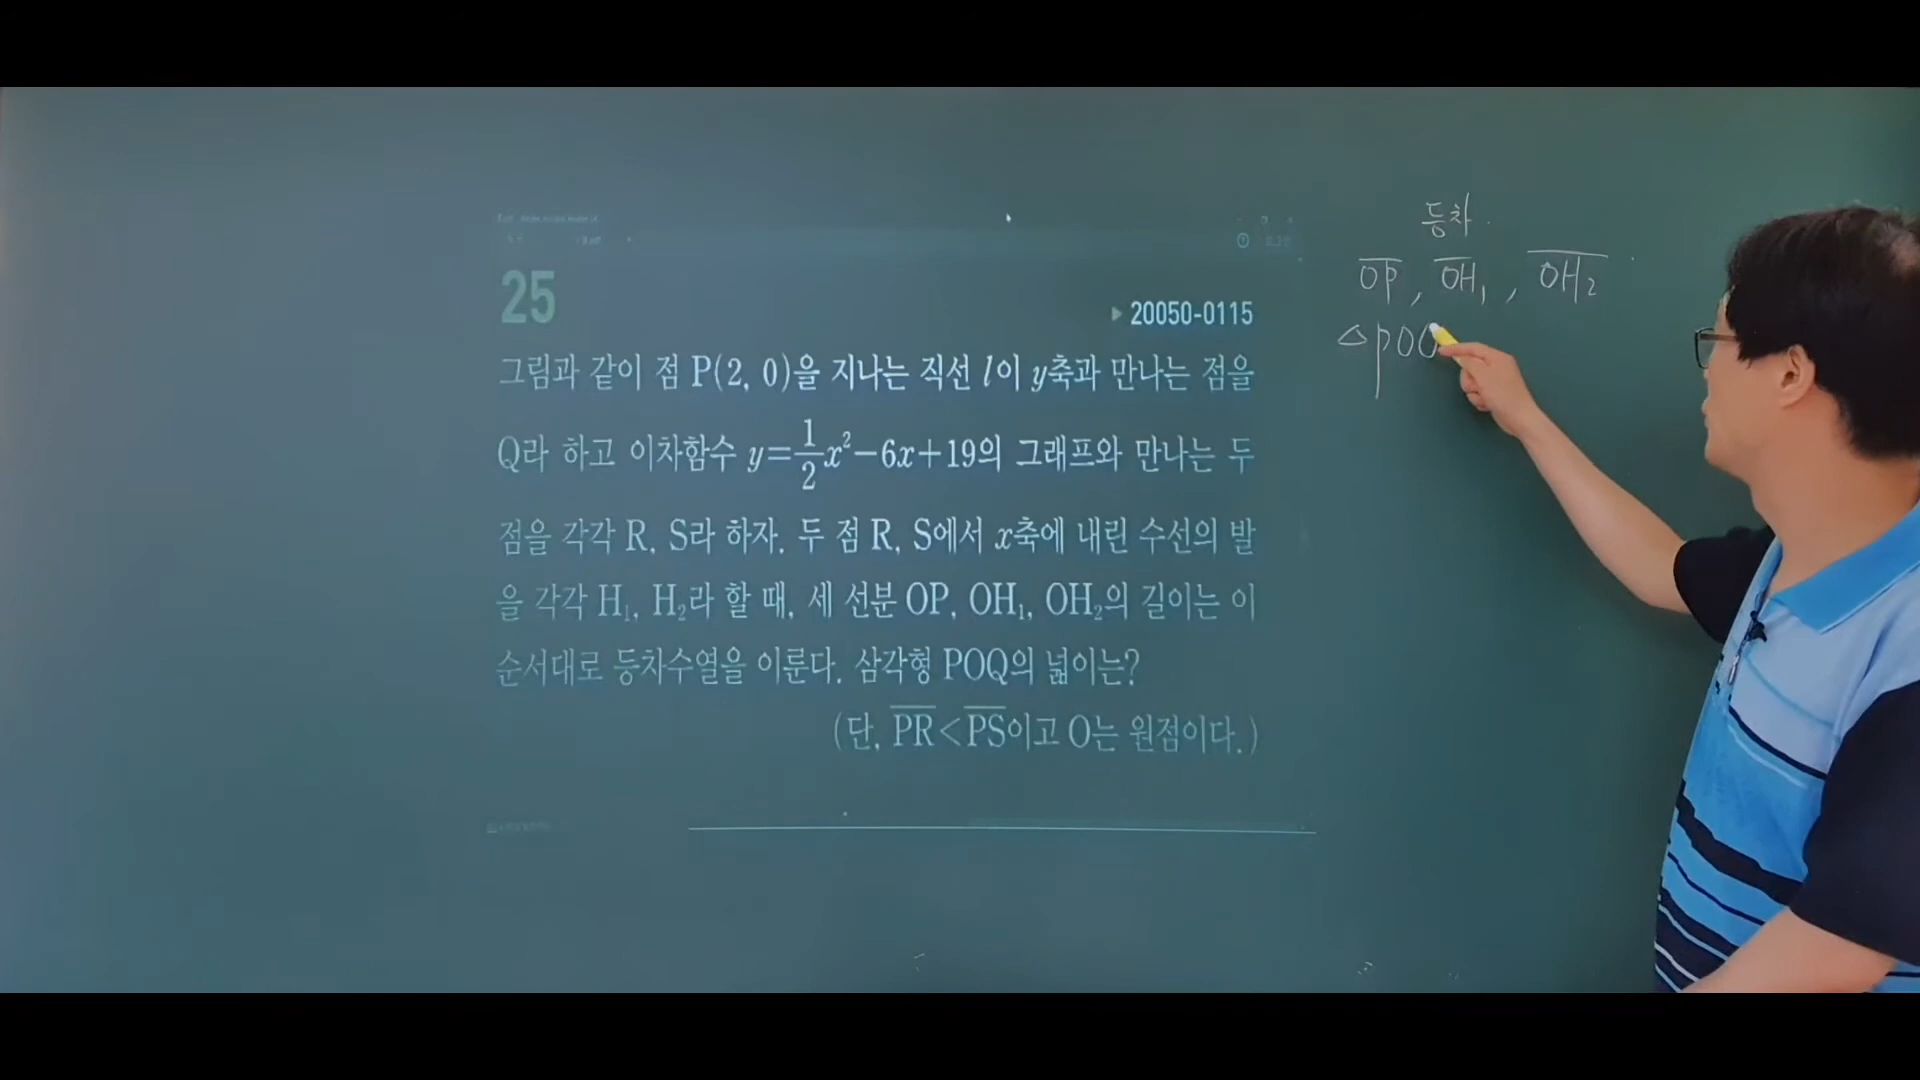 25
▶ 20050-0115
그림과 같이 점 P(2, 0)을 지나는 직선 l이 y축과 만나는 점을
Q라 하고 이차함수 y=1/2x²-6x+19의 그래프와 만나는 두
점을 각각 R, S라 하자. 두 점 R, S에서 x축에 내린 수선의 발
을 각각 H₁, H₂라 할 때, 세 선분 OP, OH₁, OH₂의 길이는 이
순서대로 등차수열을 이룬다. 삼각형 POQ의 넓이는?
(단, P̅R̅<P̅S̅이고 O는 원점이다.)
등차
O̅P̅, O̅H̅₁, O̅H̅₂
△POQ